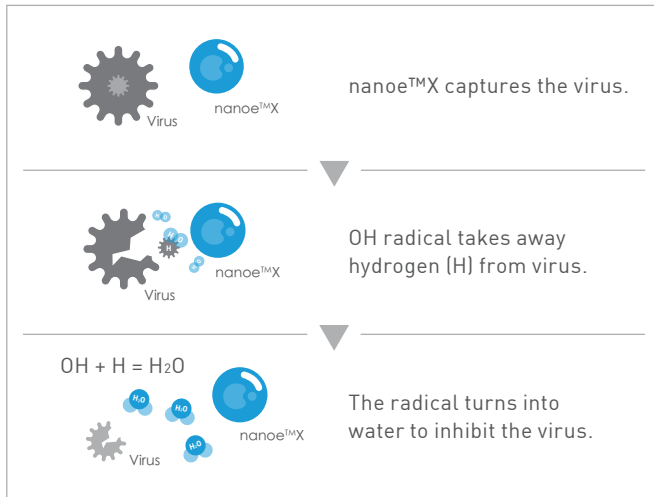 Virus
nanoe™X
nanoe™X captures the virus.
H O
H O
H
H O
Virus
nanoe™X
OH radical takes away
hydrogen (H) from virus.
OH + H = H₂O
H₂O
H₂O
H₂O
Virus
nanoe™X
The radical turns into
water to inhibit the virus.